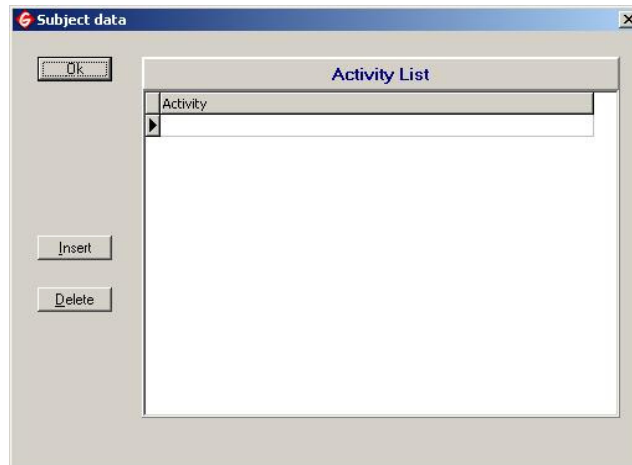 Subject data
Ok
Activity List
Activity
Insert
Delete